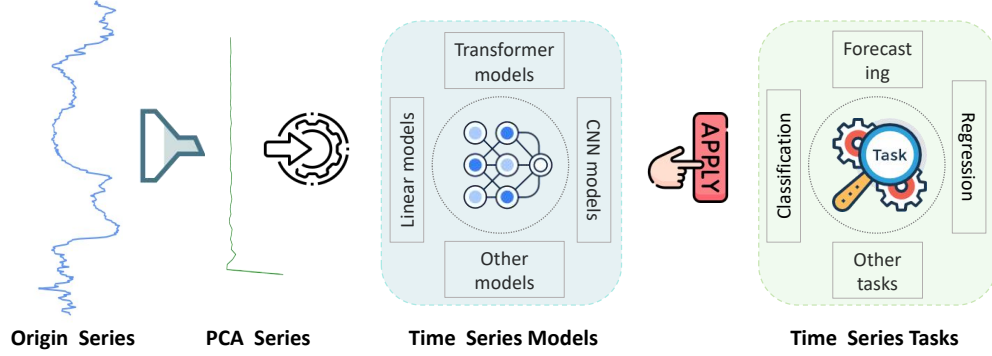 Transformer
models
Linear models
CNN models
Other
models
APPLY
Forecast
ing
Classification
Task
Regression
Other
tasks
Origin Series
PCA Series
Time Series Models
Time Series Tasks